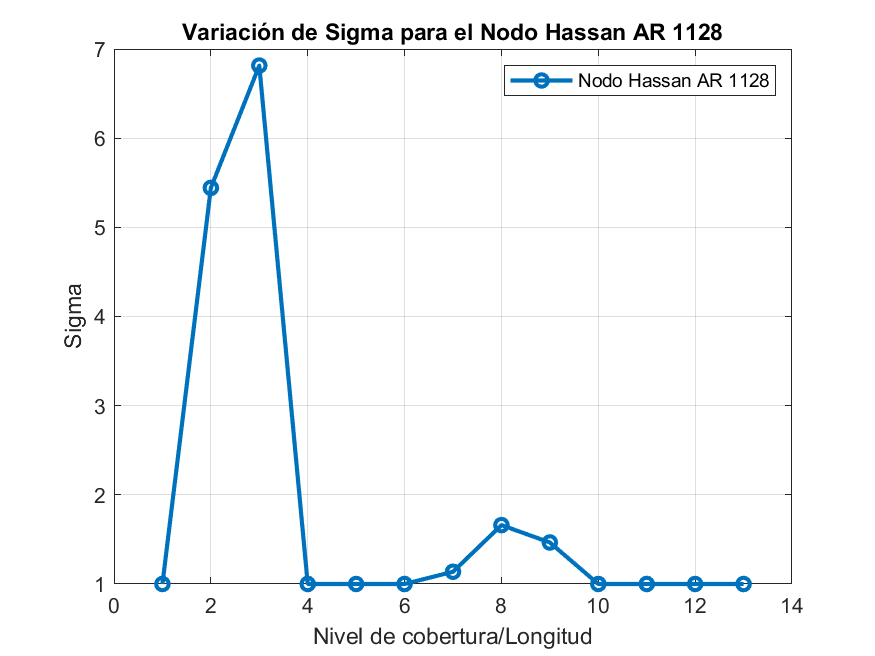 Variación de Sigma para el Nodo Hassan AR 1128
Nodo Hassan AR 1128
7
6
5
4
3
2
1
Sigma
0 2 4 6 8 10 12 14
Nivel de cobertura/Longitud